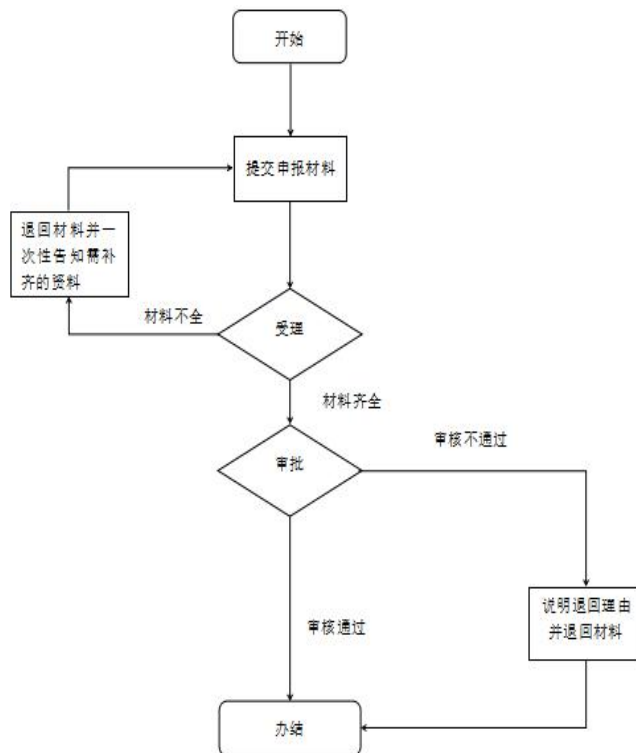 开始
提交申报材料
退回材料并一
次性告知需补
齐的资料
材料不全
受理
材料齐全
审核不通过
审批
说明退回理由
并退回材料
审核通过
办结